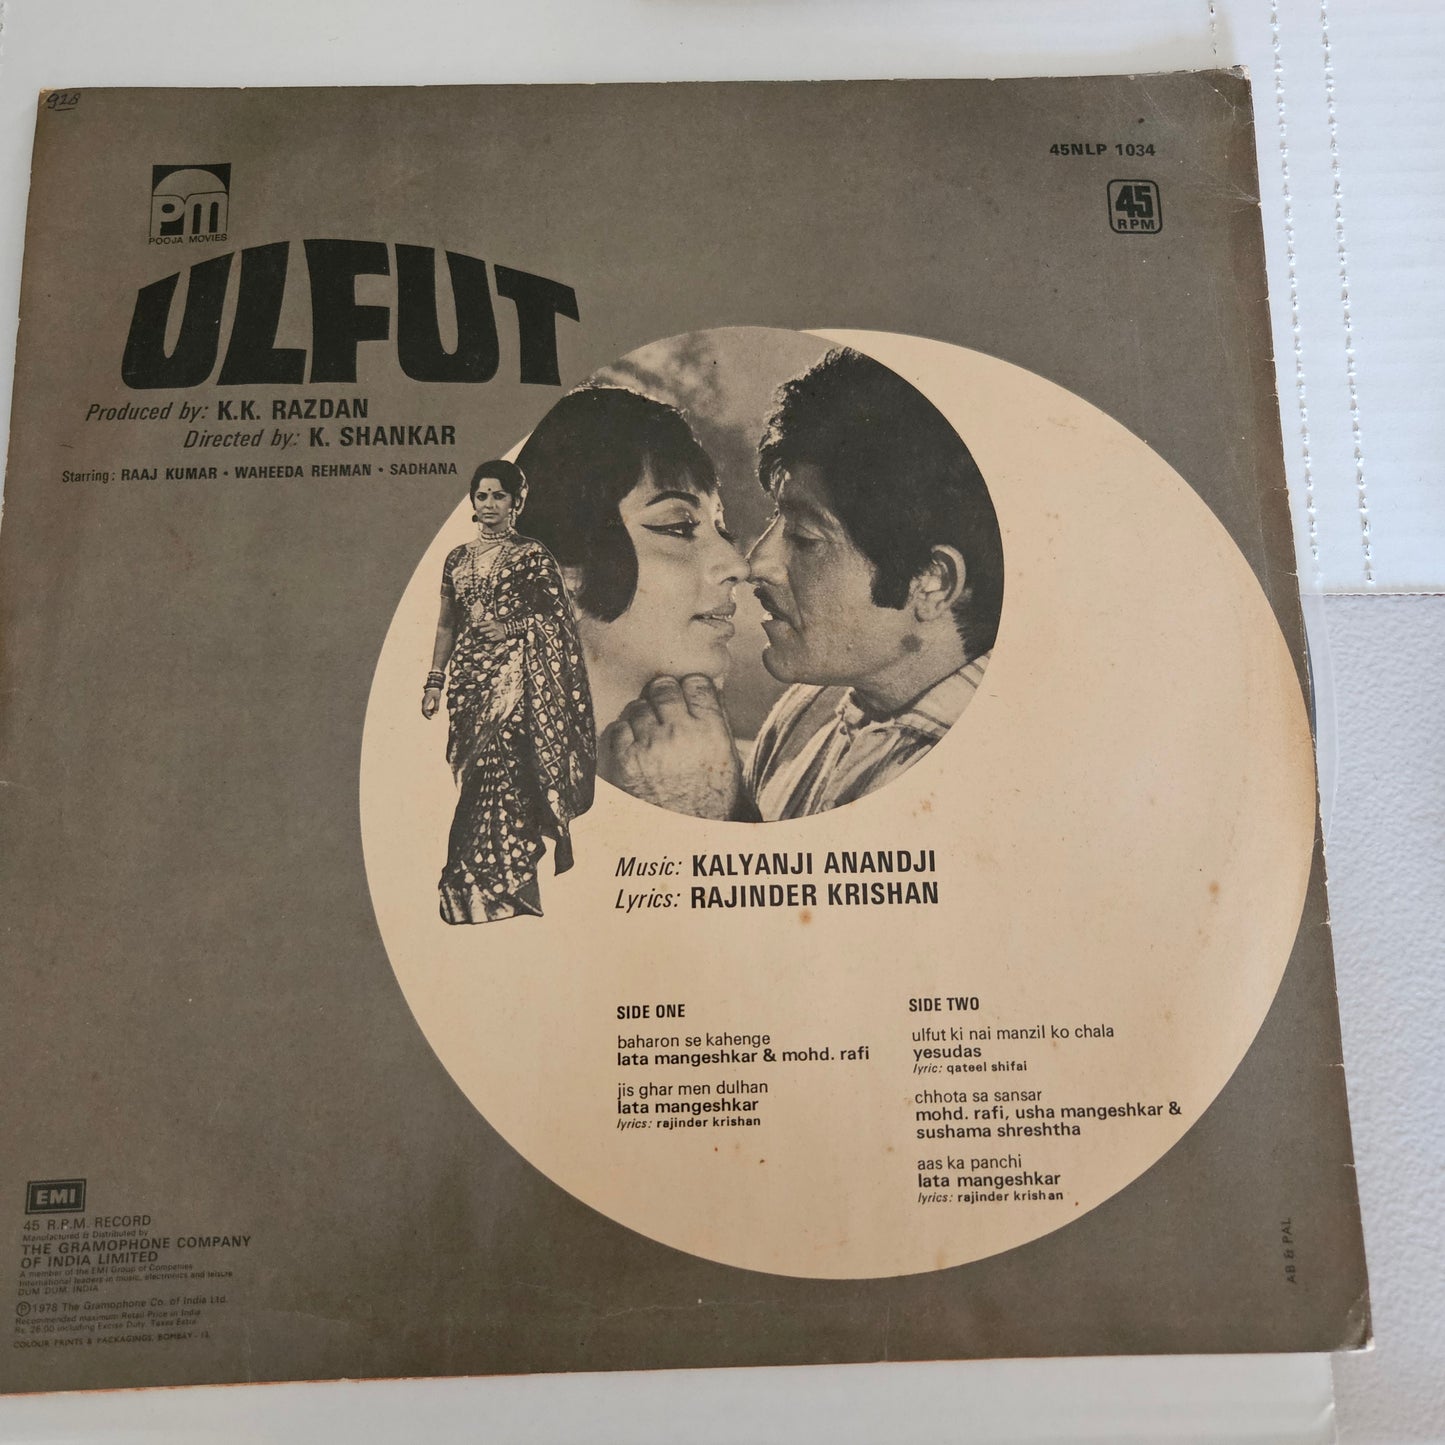 928
45NLP 1034
45
RPM
PM
POOJA MOVIES
ULFUT
Produced by: K.K. RAZDAN
Directed by: K. SHANKAR
Starring: RAAJ KUMAR • WAHEEDA REHMAN • SADHANA
Music: KALYANJI ANANDJI
Lyrics: RAJINDER KRISHAN
SIDE ONE
baharon se kahenge
lata mangeshkar & mohd. rafi
jis ghar men dulhan
lata mangeshkar
lyrics: rajinder krishan
SIDE TWO
ulfut ki nai manzil ko chala
yesudas
lyric: qateel shifai
chhota sa sansar
mohd. rafi, usha mangeshkar &
sushama shreshtha
aas ka panchi
lata mangeshkar
lyrics: rajinder krishan
EMI
45 R.P.M. RECORD
Manufactured & Distributed by
THE GRAMOPHONE COMPANY
OF INDIA LIMITED
A member of the EMI Group of Companies
International leaders in music, electronics and leisure
DUM DUM, INDIA
℗1978 The Gramophone Co. of India Ltd.
Recommended maximum Retail Price in India
Rs. 26.00 including Excise Duty. Taxes Extra
COLOUR PRINTS & PACKAGINGS, BOMBAY - 13
AB & PAL